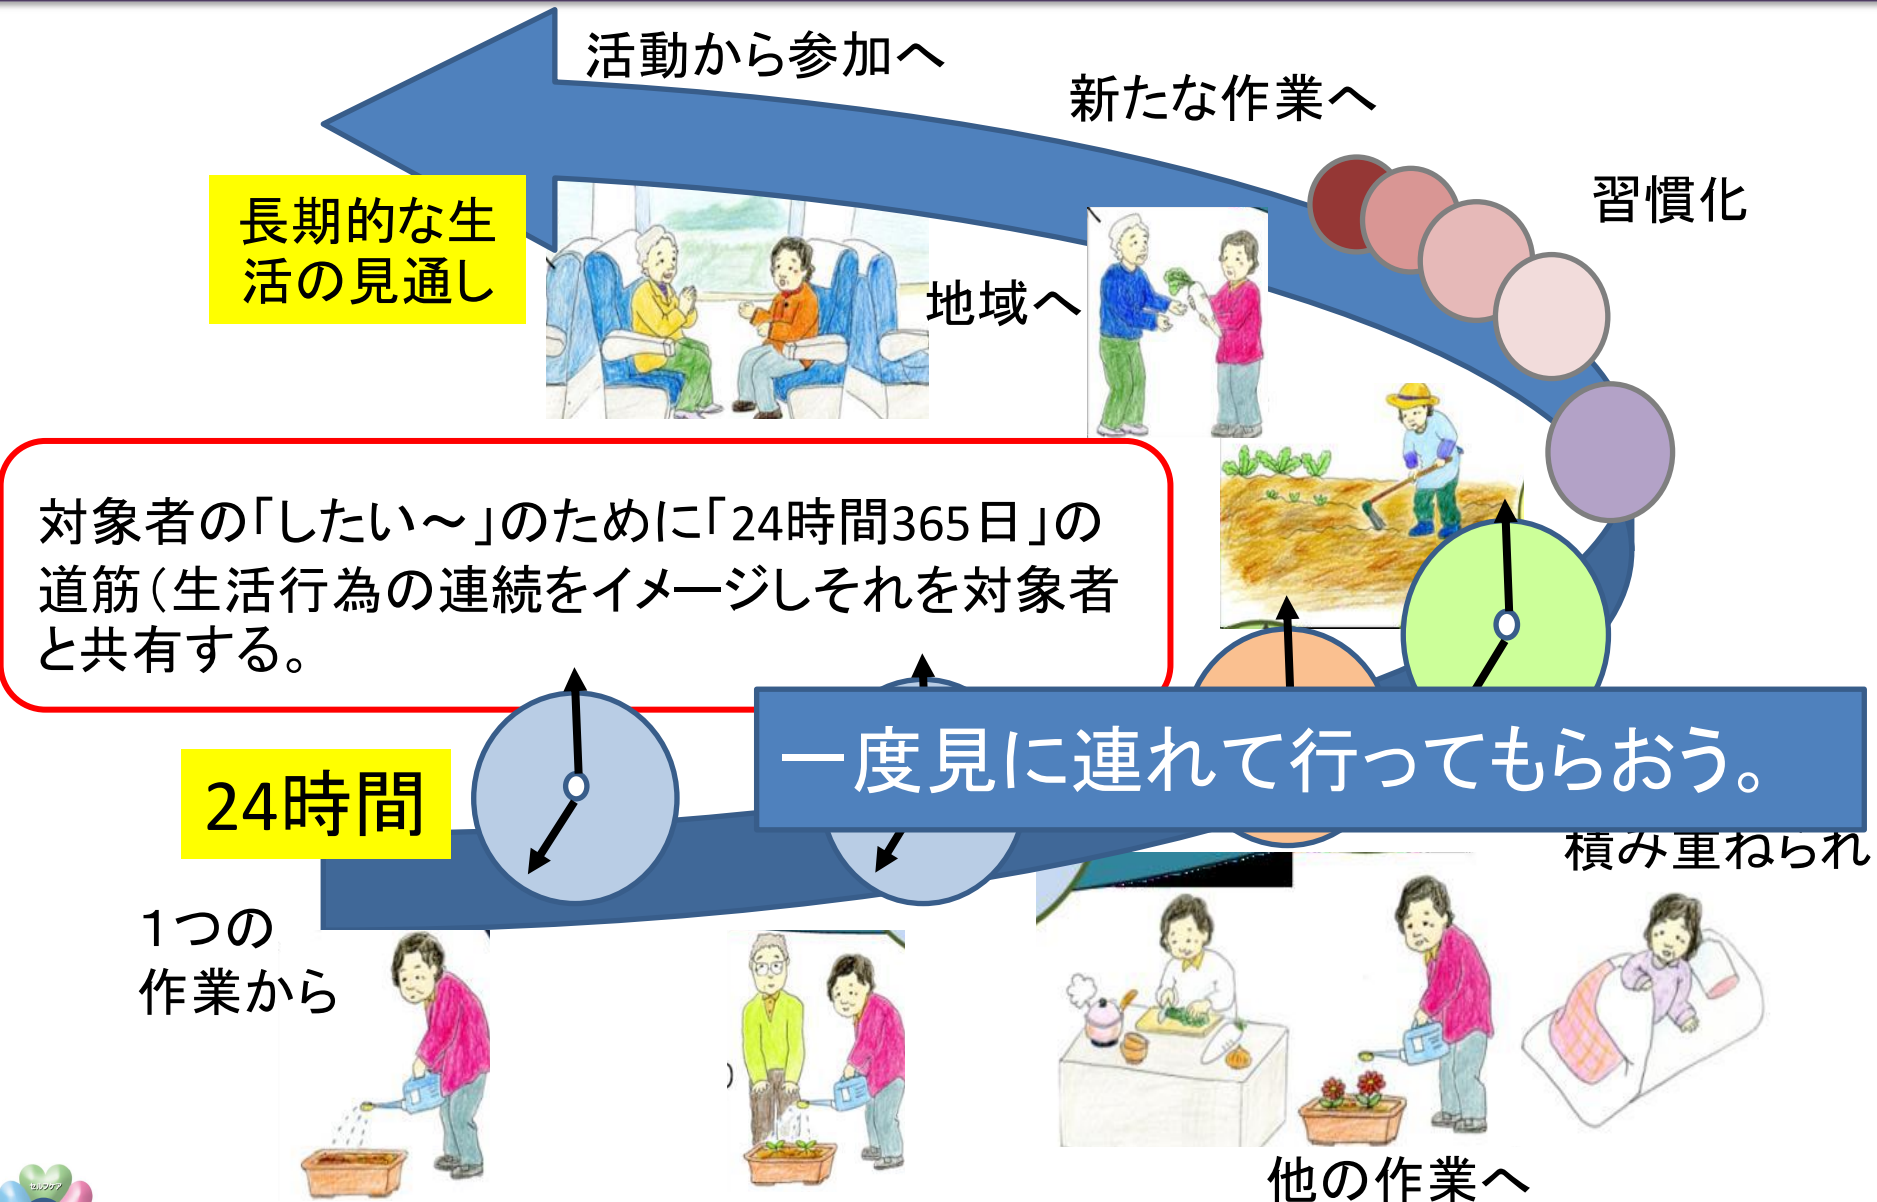 活動から参加へ
新たな作業へ
習慣化
長期的な生
活の見通し
地域へ
対象者の「したい～」のために「24時間365日」の
道筋（生活行為の連続をイメージしそれを対象者
と共有する。
一度見に連れて行ってもらおう。
24時間
積み重ねられ
1つの
作業から
他の作業へ
セルフケア